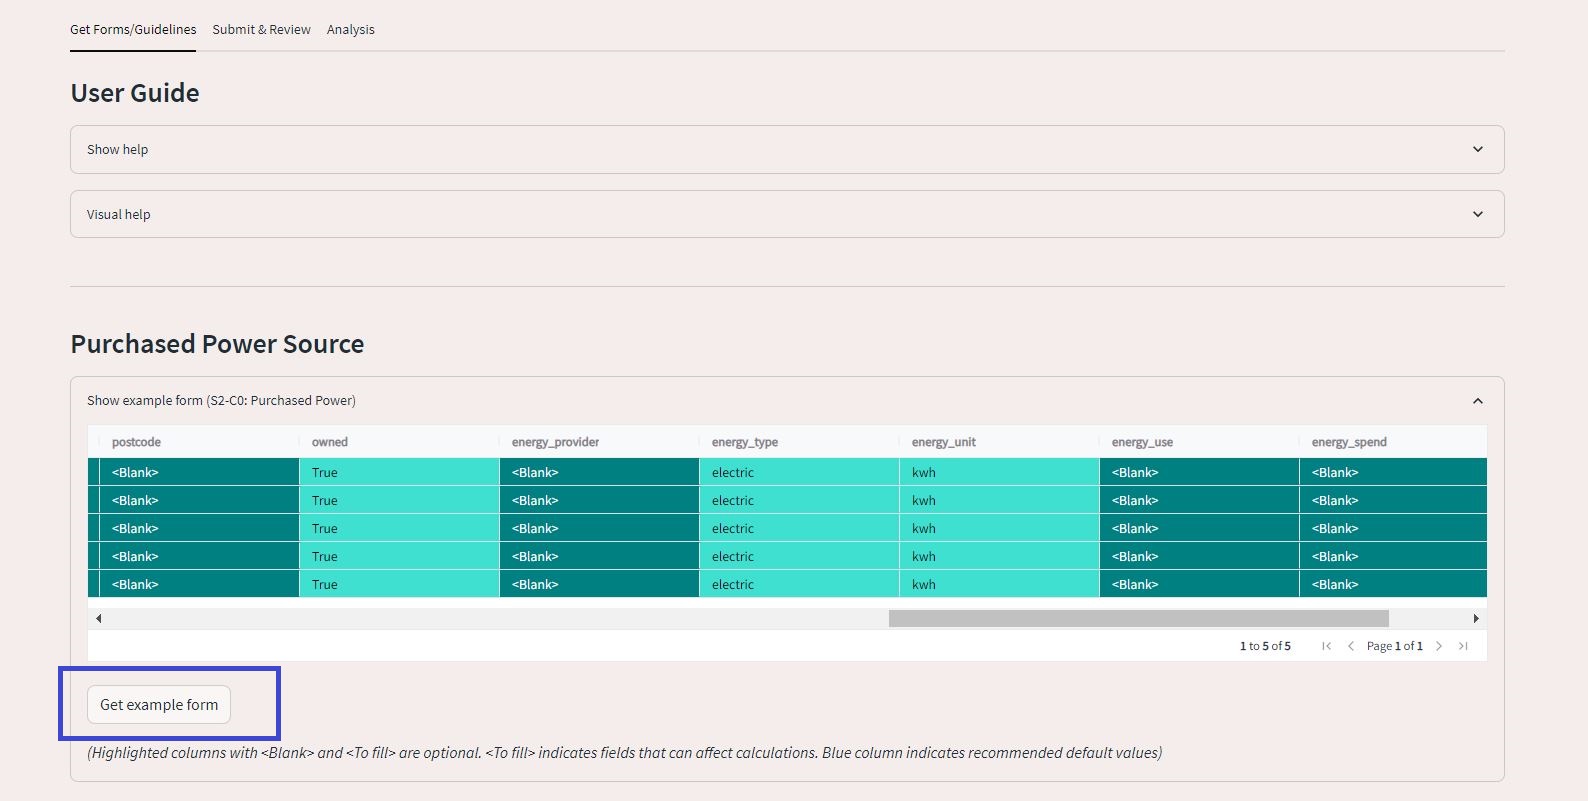 Get Forms/Guidelines Submit & Review Analysis
User Guide
Show help
Visual help
Purchased Power Source
Show example form (S2-C0: Purchased Power)
postcode owned energy_provider energy_type energy_unit energy_use energy_spend
<Blank> True <Blank> electric kwh <Blank> <Blank>
<Blank> True <Blank> electric kwh <Blank> <Blank>
<Blank> True <Blank> electric kwh <Blank> <Blank>
<Blank> True <Blank> electric kwh <Blank> <Blank>
<Blank> True <Blank> electric kwh <Blank> <Blank>
1 to 5 of 5 Page 1 of 1
Get example form
(Highlighted columns with <Blank> and <To fill> are optional. <To fill> indicates fields that can affect calculations. Blue column indicates recommended default values)